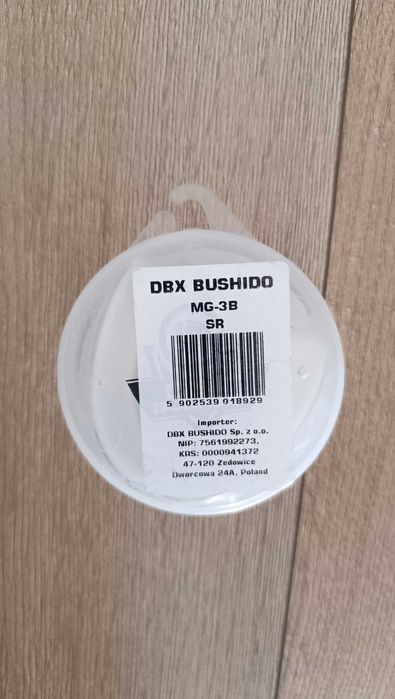 DBX BUSHIDO
MG-3B
SR
5 902539 018929
Importer:
DBX BUSHIDO Sp. z o.o.
NIP: 7561992273,
KRS: 0000941372
47-120 Zedowice
Dworcowa 24A, Poland